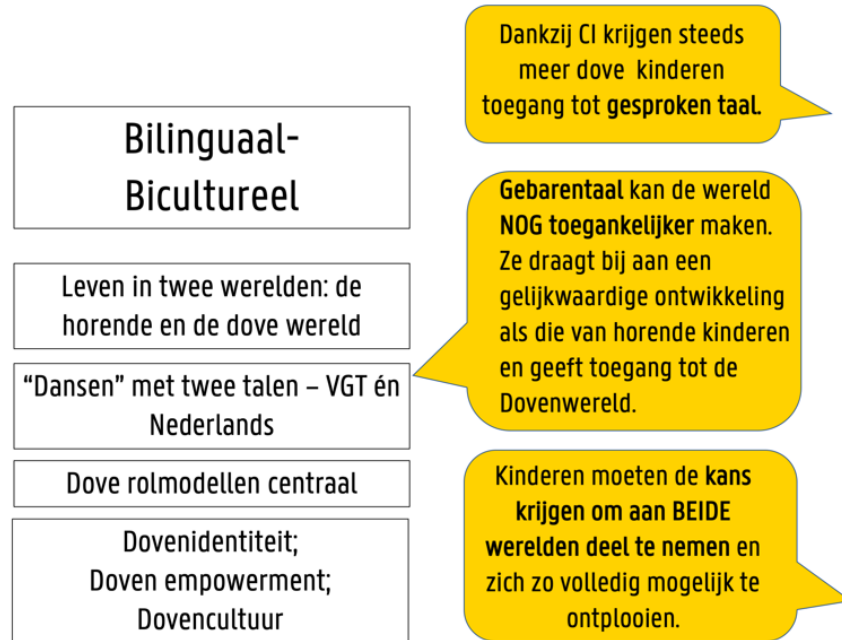 Bilinguaal-
Bicultureel
Leven in twee werelden: de
horende en de dove wereld
“Dansen” met twee talen – VGT én
Nederlands
Dove rolmodellen centraal
Dovenidentiteit;
Doven empowerment;
Dovencultuur
Dankzij CI krijgen steeds
meer dove kinderen
toegang tot gesproken taal.
Gebarentaal kan de wereld
NOG toegankelijker maken.
Ze draagt bij aan een
gelijkwaardige ontwikkeling
als die van horende kinderen
en geeft toegang tot de
Dovenwereld.
Kinderen moeten de kans
krijgen om aan BEIDE
werelden deel te nemen en
zich zo volledig mogelijk te
ontplooien.